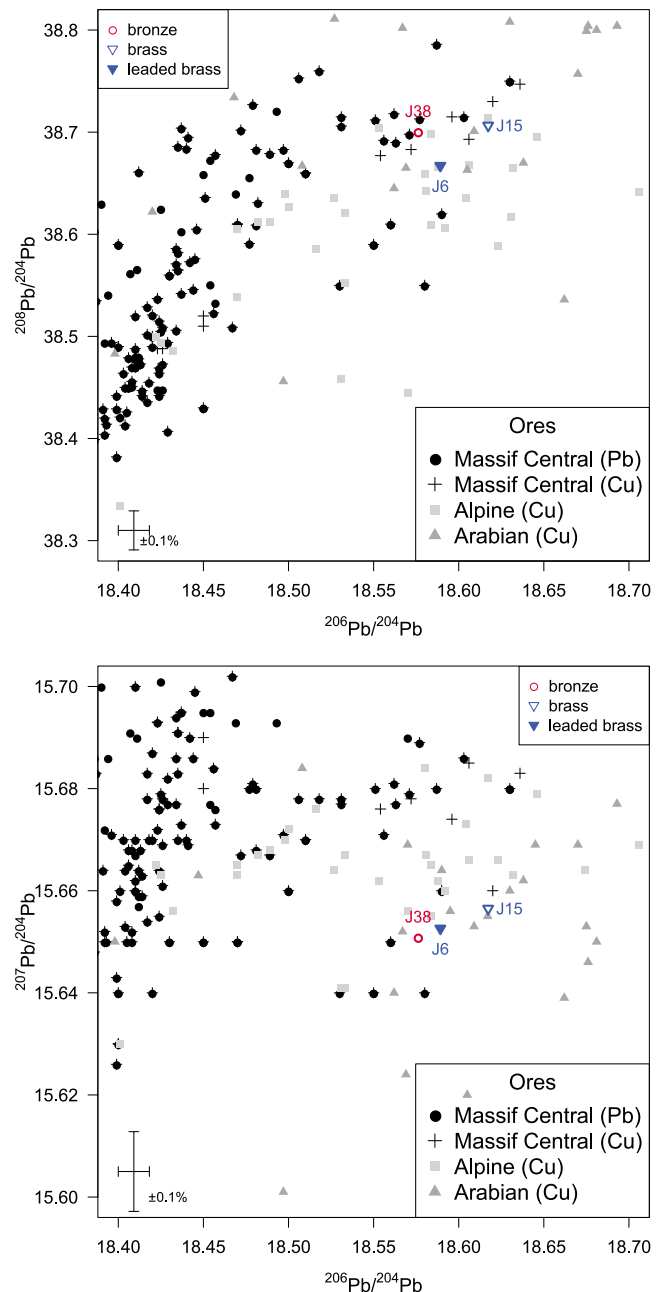 38.8
38.7
38.6
38.5
38.4
38.3
²⁰⁸Pb/²⁰⁴Pb
bronze
brass
leaded brass
J38
J15
J6
Ores
Massif Central (Pb)
Massif Central (Cu)
Alpine (Cu)
Arabian (Cu)
±0.1%
18.40 18.45 18.50 18.55 18.60 18.65 18.70
²⁰⁶Pb/²⁰⁴Pb
15.70
15.68
15.66
15.64
15.62
15.60
²⁰⁷Pb/²⁰⁴Pb
bronze
brass
leaded brass
J38
J15
J6
Ores
Massif Central (Pb)
Massif Central (Cu)
Alpine (Cu)
Arabian (Cu)
±0.1%
18.40 18.45 18.50 18.55 18.60 18.65 18.70
²⁰⁶Pb/²⁰⁴Pb